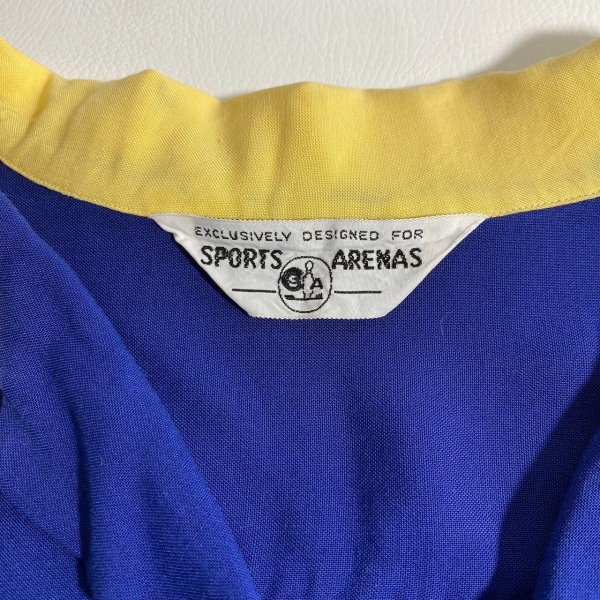 EXCLUSIVELY DESIGNED FOR
SPORTS ARENAS
S A